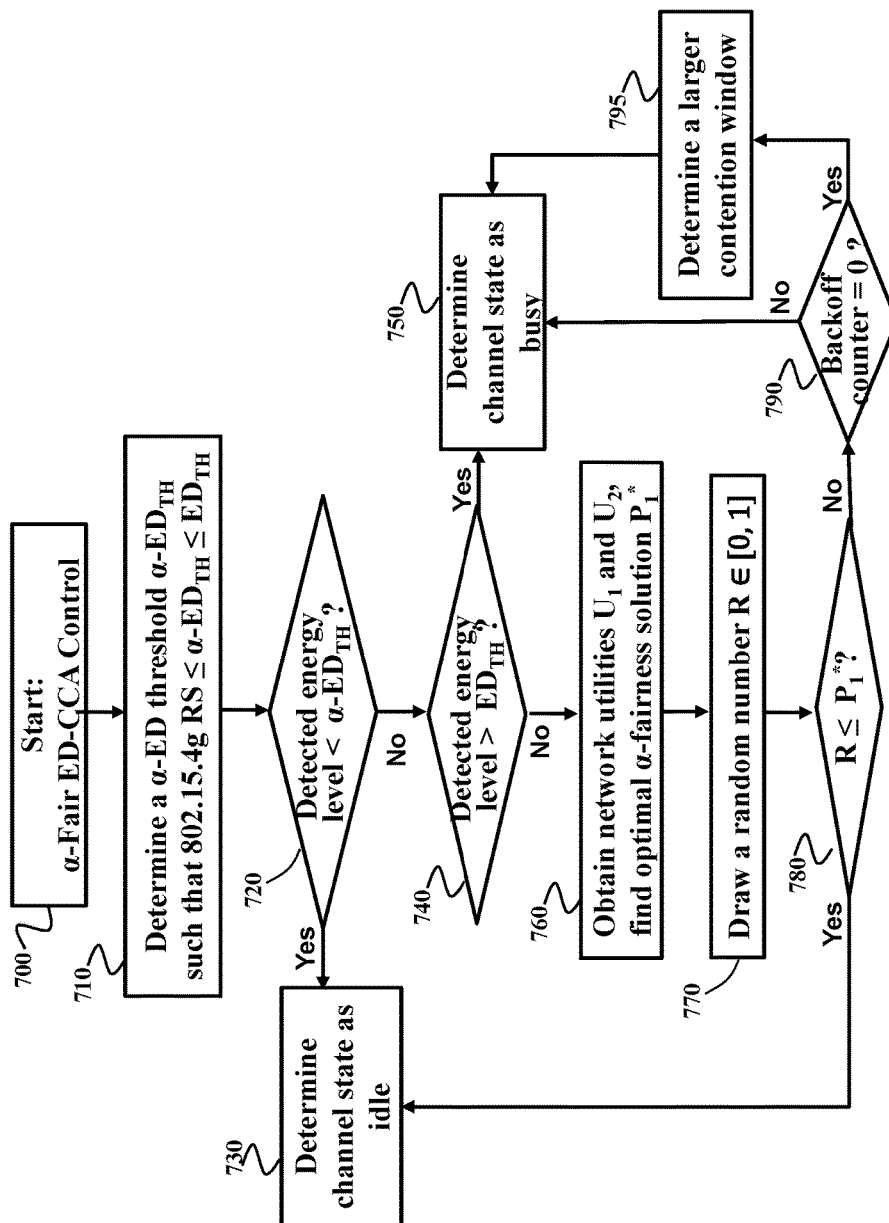 700
Start:
α-Fair ED-CCA Control
710
Determine a α-ED threshold α-ED_TH
such that 802.15.4g RS ≤ α-ED_TH ≤ ED_TH
720
Detected energy
level < α-ED_TH?
Yes
No
730
Determine
channel state as
idle
740
Detected energy
level > ED_TH?
Yes
No
750
Determine
channel state as
busy
760
Obtain network utilities U_1 and U_2,
find optimal α-fairness solution P_1*
770
Draw a random number R ∈ [0, 1]
780
R ≤ P_1*?
Yes
No
790
Backoff
counter = 0 ?
No
Yes
795
Determine a larger
contention window